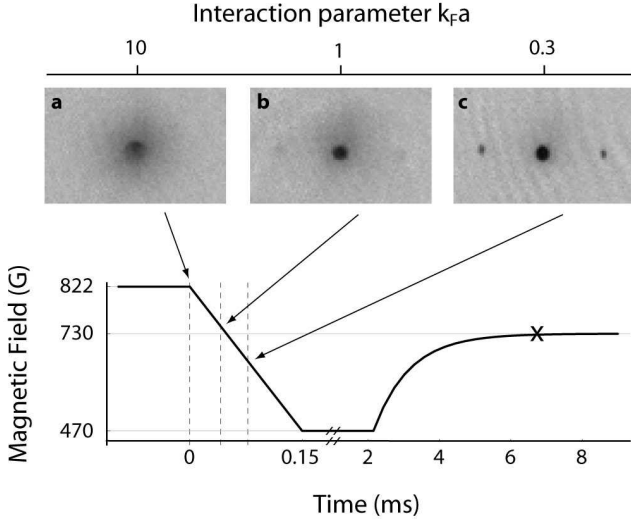 Interaction parameter kFa
10 1 0.3
a b c
Magnetic Field (G)
822
730
470
X
0 0.15 2 4 6 8
Time (ms)